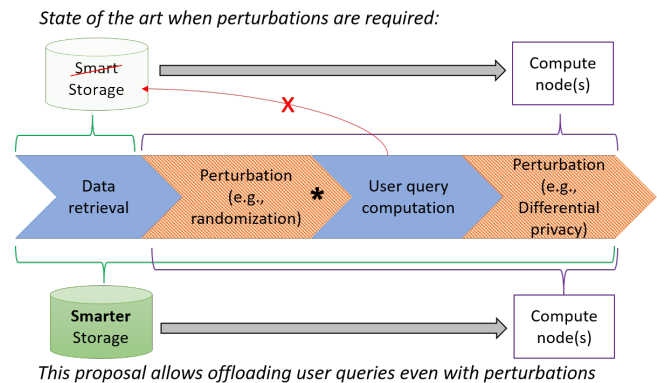 State of the art when perturbations are required:
Smart
Storage
Compute
node(s)
X
Data
retrieval
Perturbation
(e.g.,
randomization)
*
User query
computation
Perturbation
(e.g.,
Differential
privacy)
Smarter
Storage
Compute
node(s)
This proposal allows offloading user queries even with perturbations